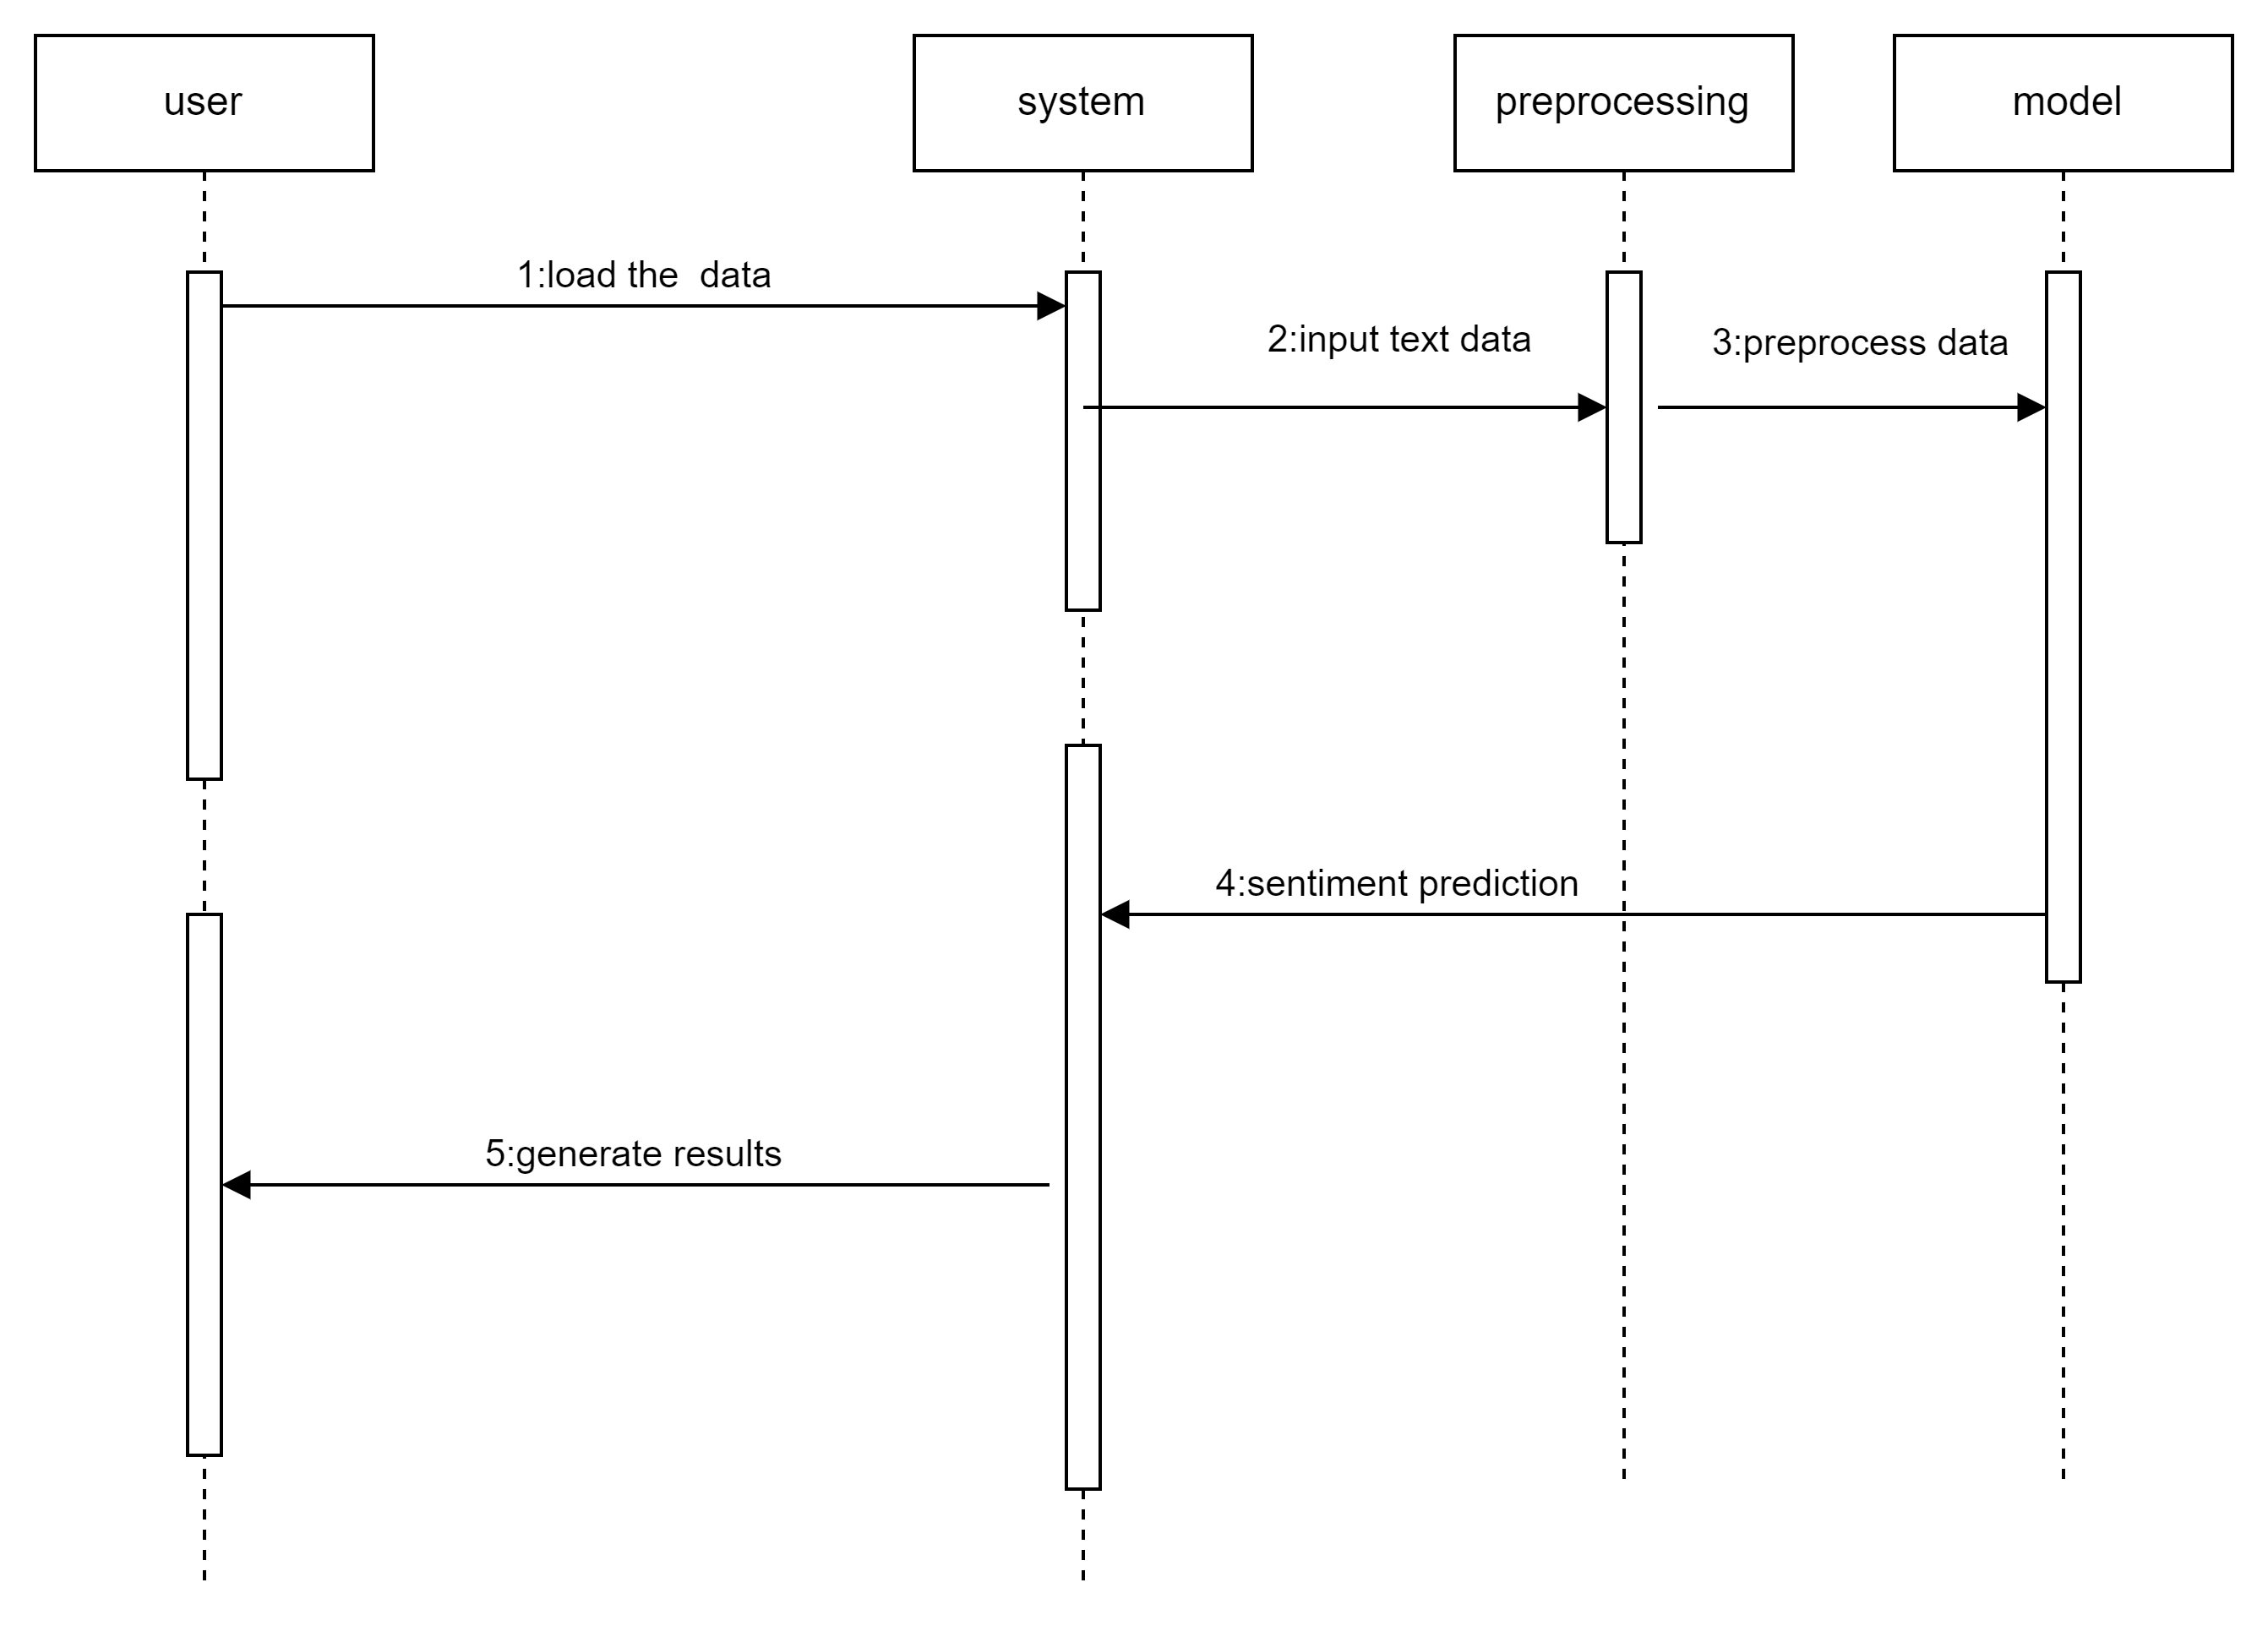 user
system
preprocessing
model
1:load the  data
2:input text data
3:preprocess data
4:sentiment prediction
5:generate results